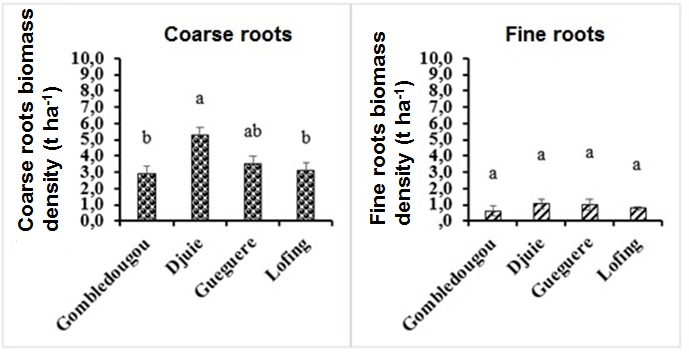 Coarse roots
Coarse roots biomass
density (t ha-1)
10,0
9,0
8,0
7,0
6,0
5,0
4,0
3,0
2,0
1,0
,0
b
a
ab
b
Gombledougou
Djuie
Gueguere
Lofing
Fine roots
Fine roots biomass
density (t ha-1)
10,0
9,0
8,0
7,0
6,0
5,0
4,0
3,0
2,0
1,0
,0
a
a
a
a
Gombledougou
Djuie
Gueguere
Lofing